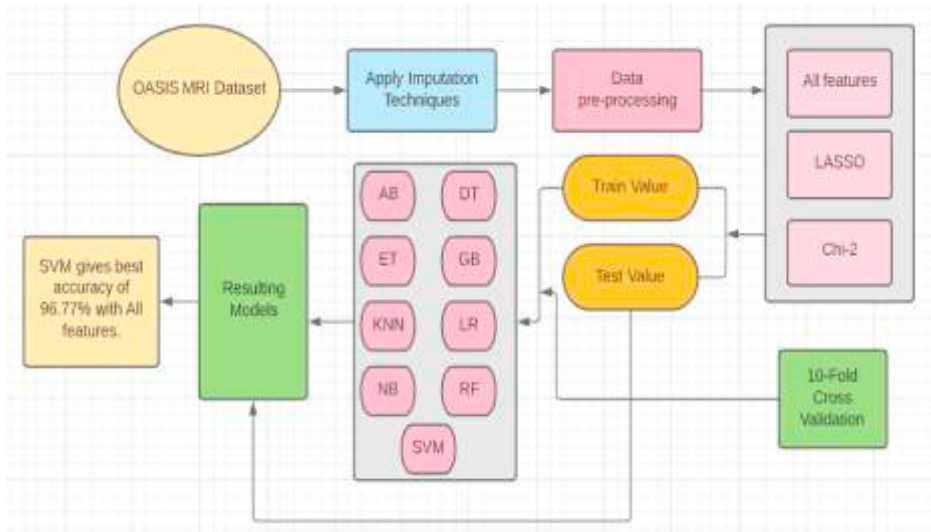 OASIS MRI Dataset
Apply Imputation
Techniques
Data
pre-processing
All features
LASSO
Chi-2
Train Value
Test Value
10-Fold
Cross
Validation
AB
DT
ET
GB
KNN
LR
NB
RF
SVM
Resulting
Models
SVM gives best
accuracy of
96.77% with All
features.